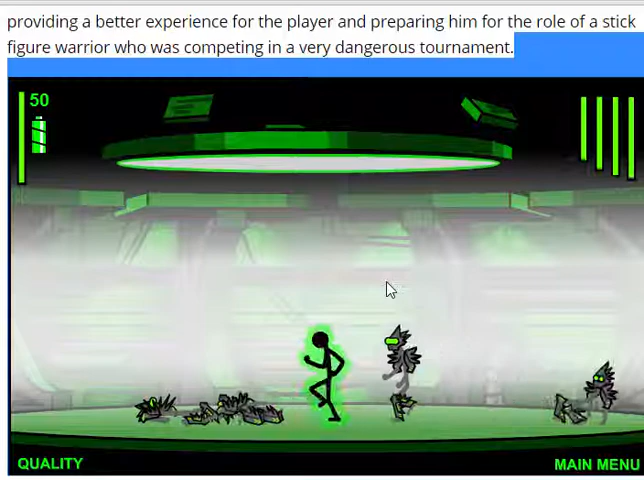 providing a better experience for the player and preparing him for the role of a stick
figure warrior who was competing in a very dangerous tournament.
50
QUALITY
MAIN MENU